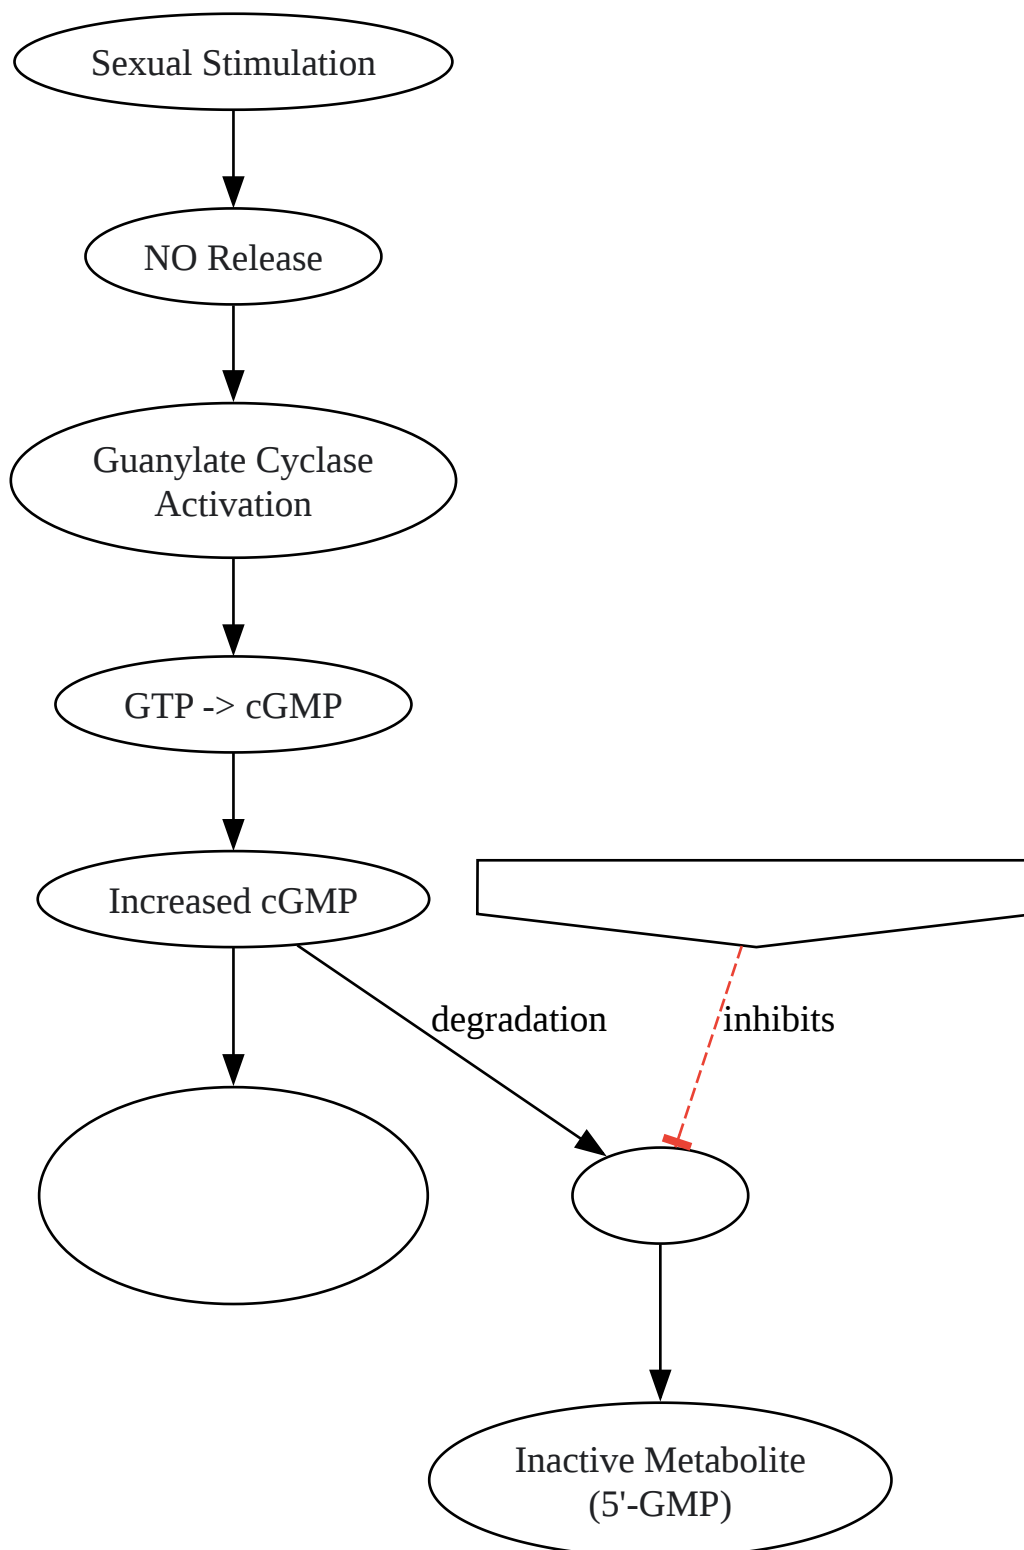 Sexual Stimulation
NO Release
Guanylate Cyclase
Activation
GTP -> cGMP
Increased cGMP
degradation
inhibits
Inactive Metabolite
(5'-GMP)